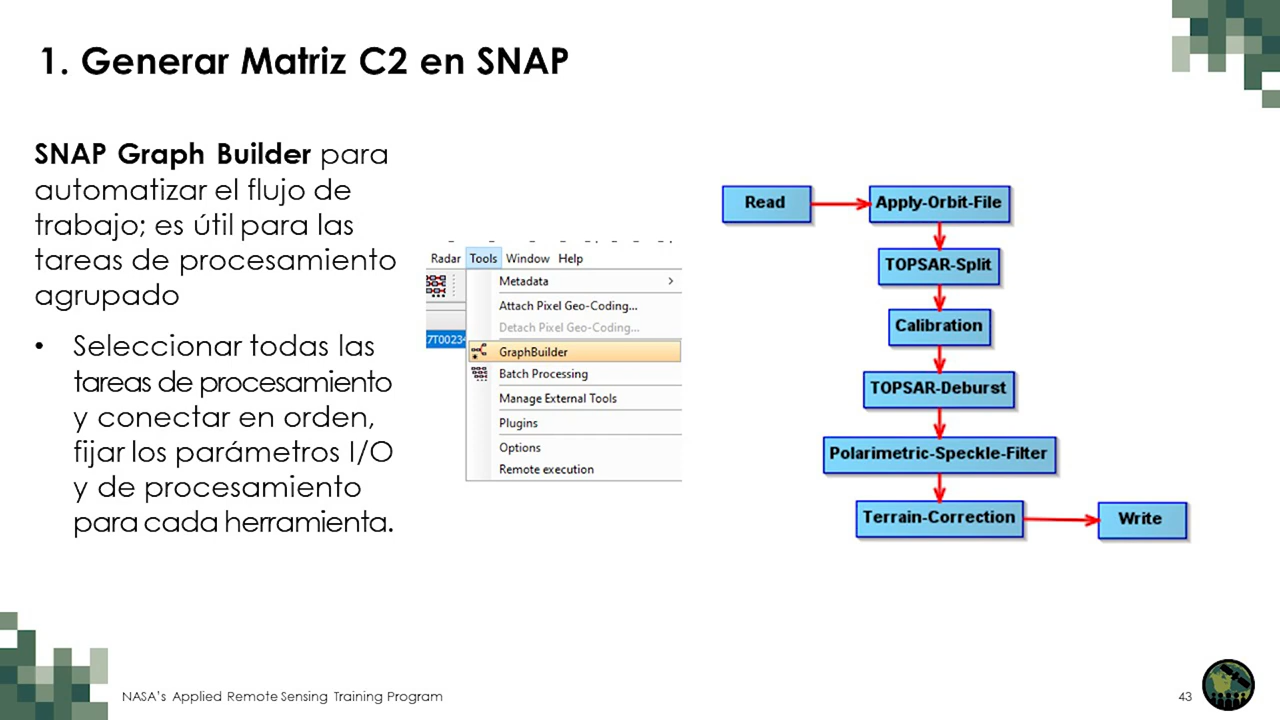 1. Generar Matriz C2 en SNAP
SNAP Graph Builder para
automatizar el flujo de
trabajo; es útil para las
tareas de procesamiento
agrupado
• Seleccionar todas las
tareas de procesamiento
y conectar en orden,
fijar los parámetros I/O
y de procesamiento
para cada herramienta.
Radar Tools Window Help
Metadata >
Attach Pixel Geo-Coding...
Detach Pixel Geo-Coding...
GraphBuilder
Batch Processing
Manage External Tools
Plugins
Options
Remote execution
7T0023
Read
Apply-Orbit-File
TOPSAR-Split
Calibration
TOPSAR-Deburst
Polarimetric-Speckle-Filter
Terrain-Correction
Write
NASA's Applied Remote Sensing Training Program
43